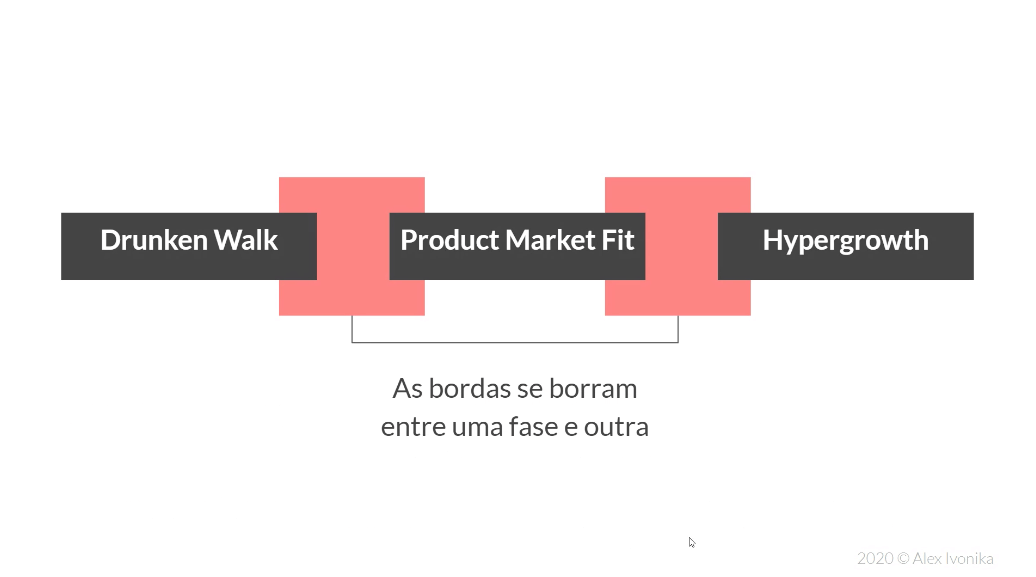 Drunken Walk
Product Market Fit
Hypergrowth
As bordas se borram
entre uma fase e outra
2020 © Alex Ivonika